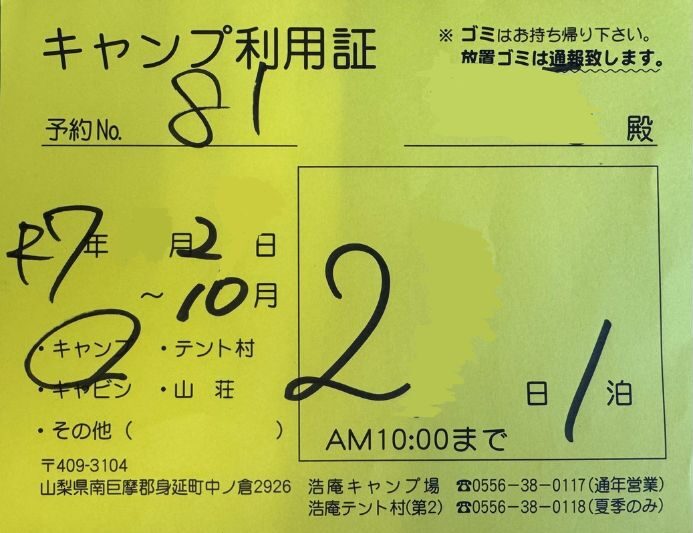 キャンプ利用証
※ ゴミはお持ち帰り下さい。
放置ゴミは通報致します。
予約No. 81
殿
R7年 月2日
～10月
・キャンプ ・テント村
・キャビン ・山 荘
・その他 ( )
2 日 1泊
AM10:00まで
〒409-3104
山梨県南巨摩郡身延町中ノ倉2926
浩庵キャンプ場 ☎0556-38-0117(通年営業)
浩庵テント村(第2) ☎0556-38-0118(夏季のみ)